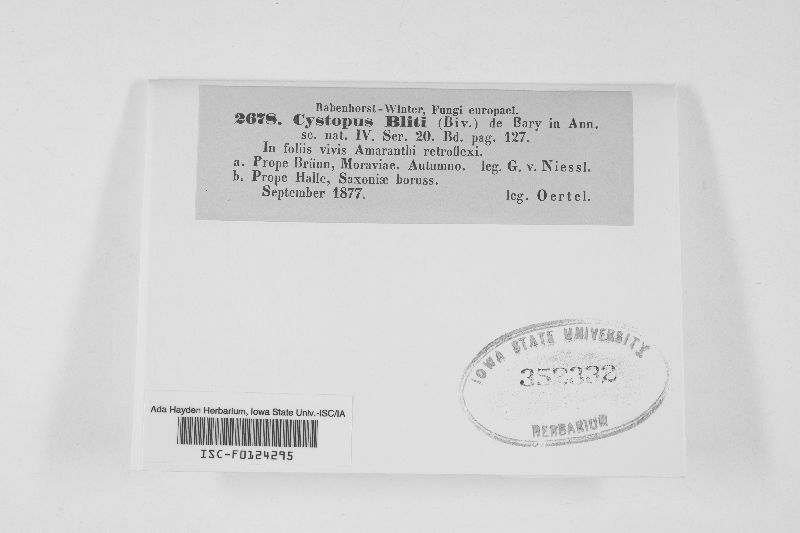 Rabenhorst-Winter, Fungi europaei.
2678. Cystopus Bliti (Biv.) de Bary in Ann.
sc. nat. IV. Ser. 20. Bd. pag. 127.
In foliis vivis Amaranthi retroflexi.
a. Prope Brünn, Moraviae. Autumno. leg. G. v. Niessl.
b. Prope Halle, Saxoniæ boruss.
September 1877. leg. Oertel.
IOWA STATE UNIVERSITY
352332
HERBARIUM
Ada Hayden Herbarium, Iowa State Univ.-ISC/IA
ISC-F0124295